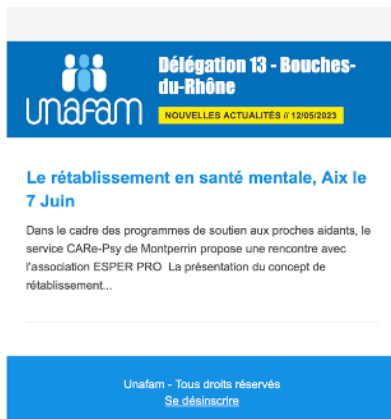 unafam
Délégation 13 - Bouches-
du-Rhône
NOUVELLES ACTUALITÉS // 12/05/2023
Le rétablissement en santé mentale, Aix le
7 Juin
Dans le cadre des programmes de soutien aux proches aidants, le
service CARe-Psy de Montperrin propose une rencontre avec
l'association ESPER PRO La présentation du concept de
rétablissement...
Unafam - Tous droits réservés
Se désinscrire